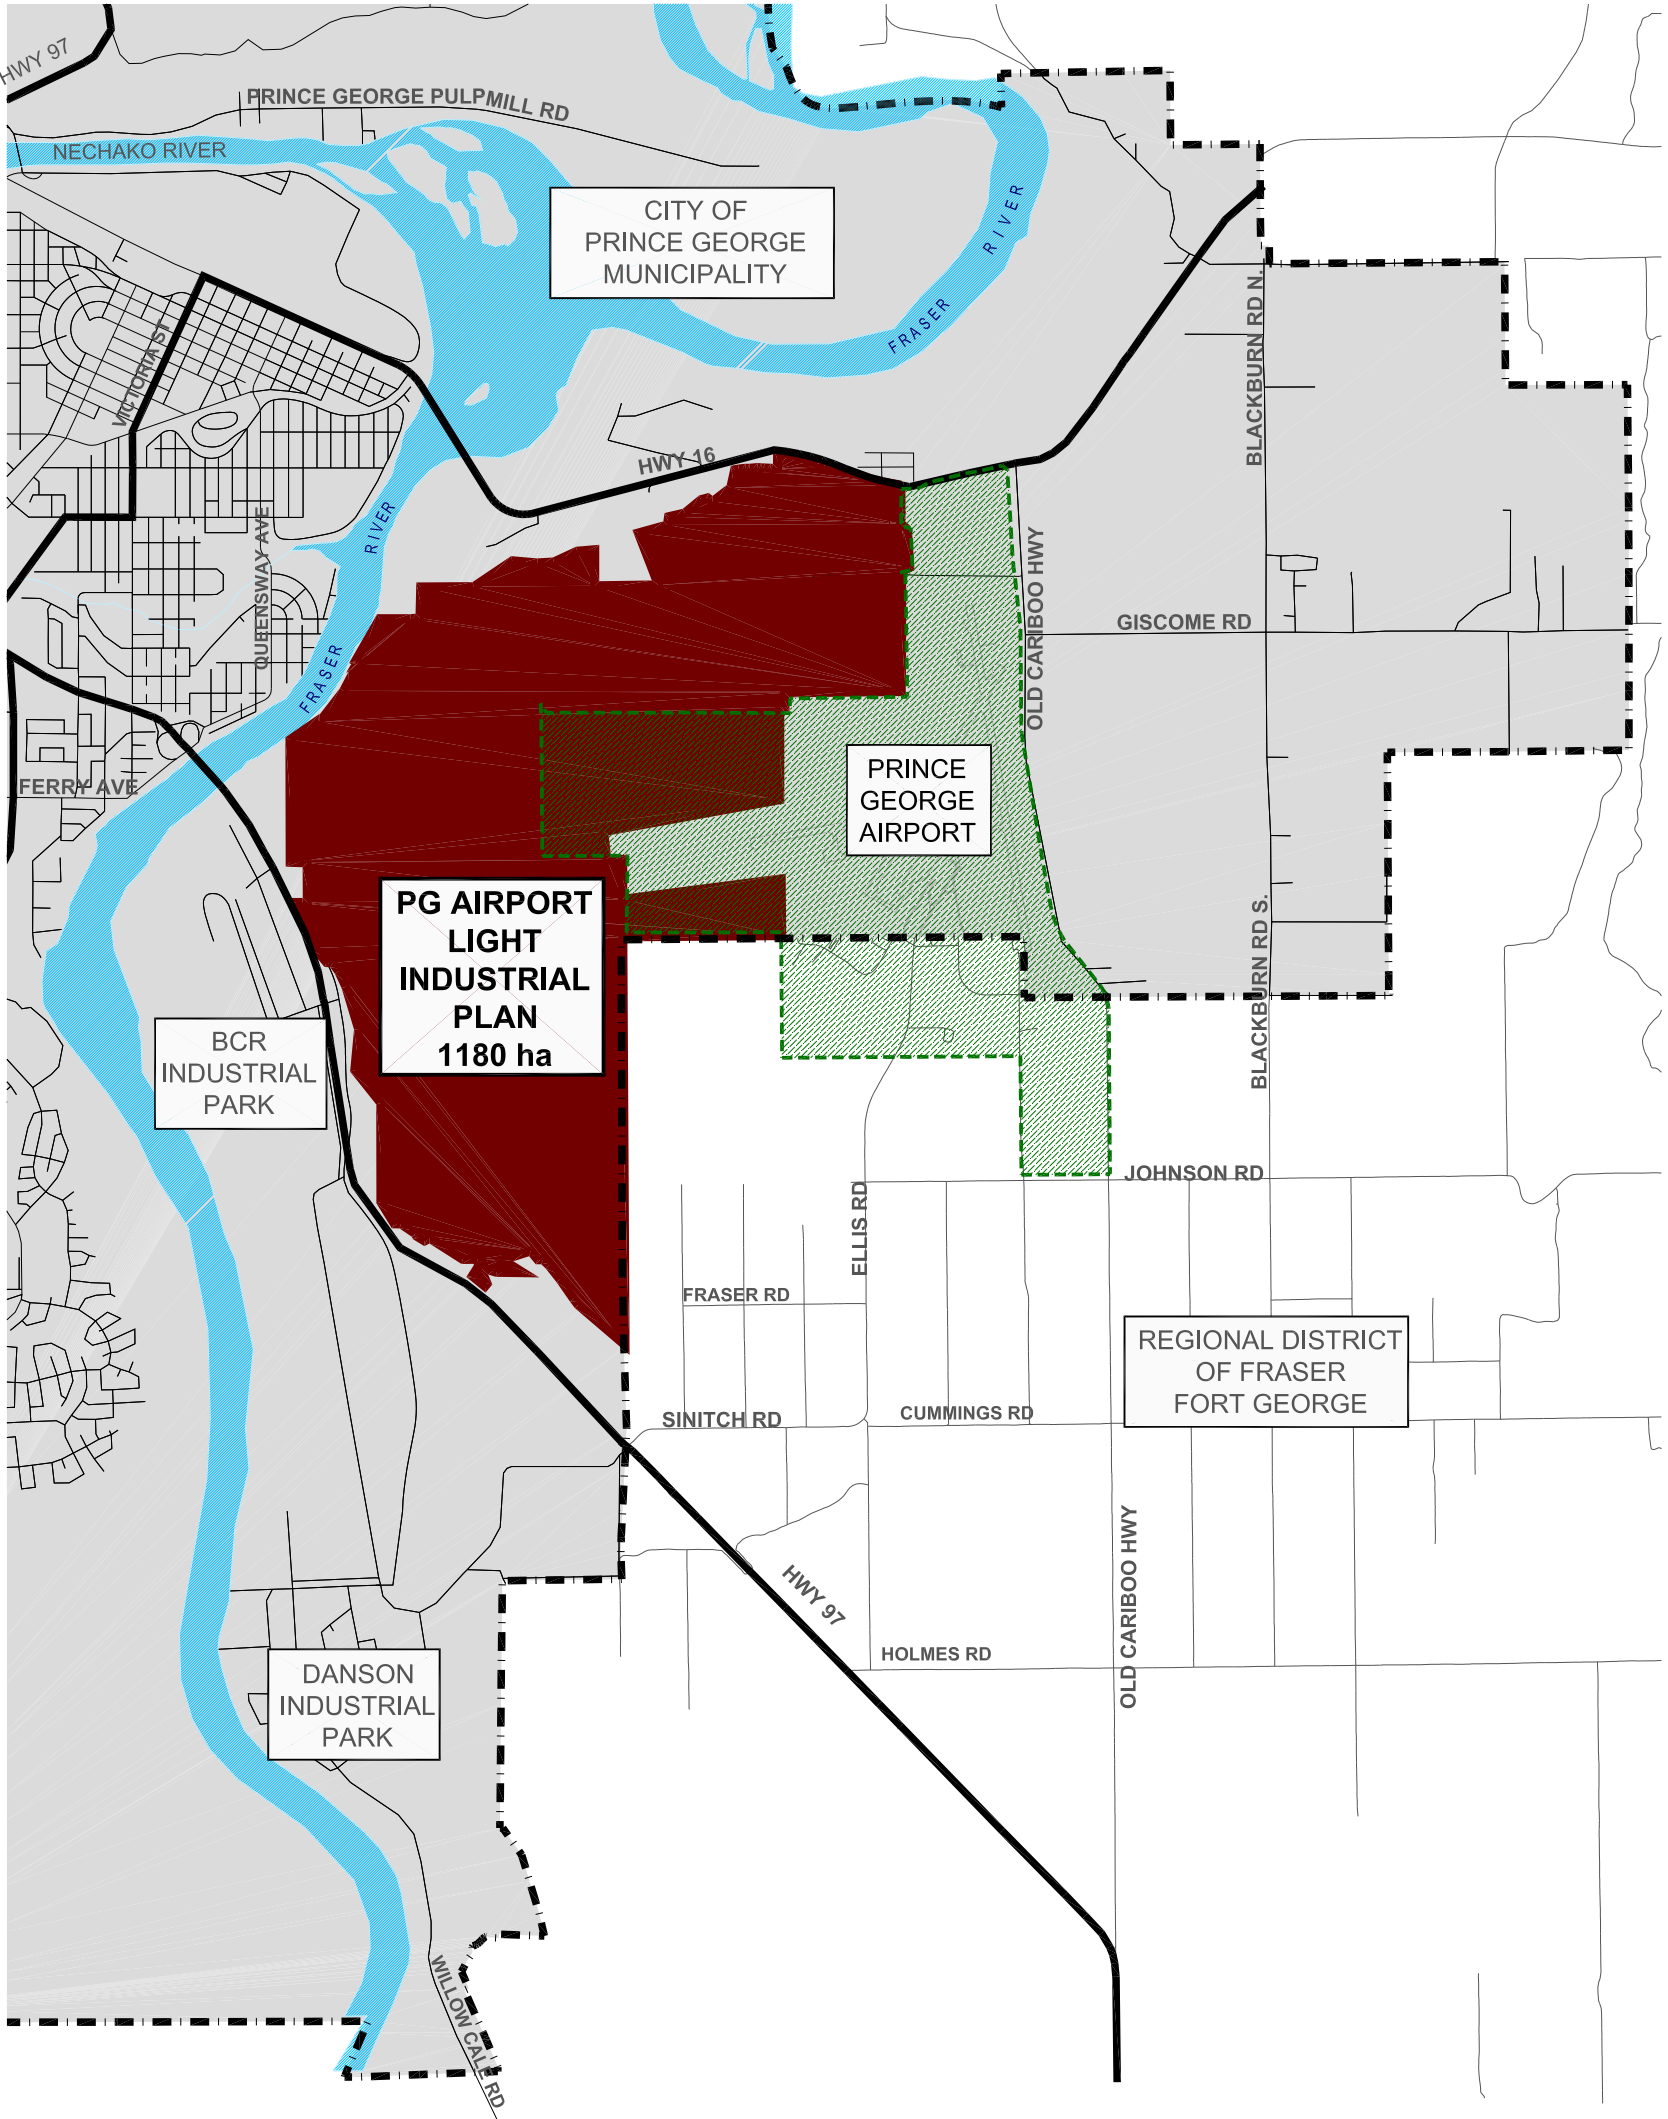 HWY 97
PRINCE GEORGE PULPMILL RD
NECHAKO RIVER
CITY OF
PRINCE GEORGE
MUNICIPALITY
FRASER RIVER
BLACKBURN RD N.
VICTORIA ST
HWY 16
QUEENSWAY AVE
FRASER RIVER
OLD CARIBOO HWY
GISCOME RD
FERRY AVE
PRINCE
GEORGE
AIRPORT
PG AIRPORT
LIGHT
INDUSTRIAL
PLAN
1180 ha
BLACKBURN RD S.
BCR
INDUSTRIAL
PARK
JOHNSON RD
ELLIS RD
FRASER RD
REGIONAL DISTRICT
OF FRASER
FORT GEORGE
SINITCH RD
CUMMINGS RD
OLD CARIBOO HWY
HWY 97
HOLMES RD
DANSON
INDUSTRIAL
PARK
WILLOW CALE RD